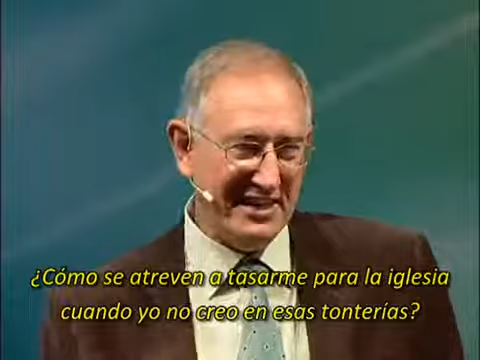 ¿Cómo se atreven a tasarme para la iglesia
cuando yo no creo en esas tonterías?